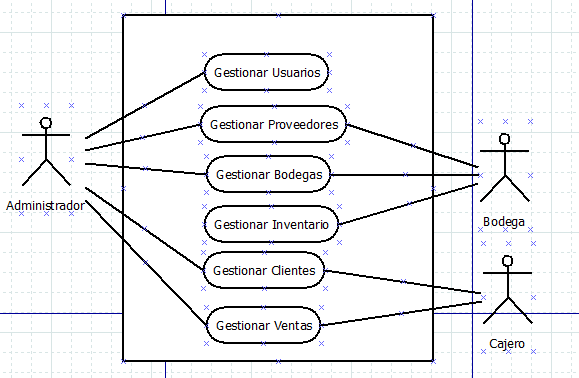 Gestionar Usuarios
Gestionar Proveedores
Gestionar Bodegas
Administrador
Gestionar Inventario
Bodega
Gestionar Clientes
Gestionar Ventas
Cajero